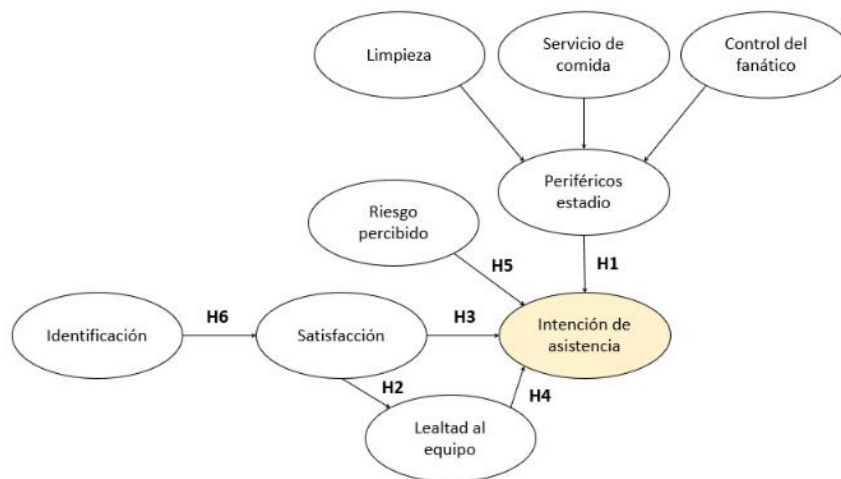 Limpieza
Servicio de
comida
Control del
fanático
Periféricos
estadio
Riesgo
percibido
H5
H1
Identificación
H6
Satisfacción
H3
Intención de
asistencia
H2
H4
Lealtad al
equipo